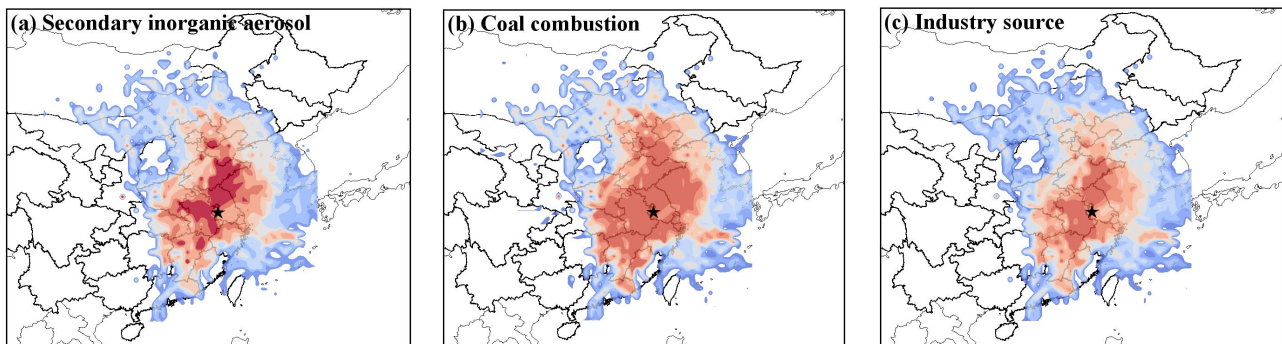 (a) Secondary inorganic aerosol
(b) Coal combustion
(c) Industry source